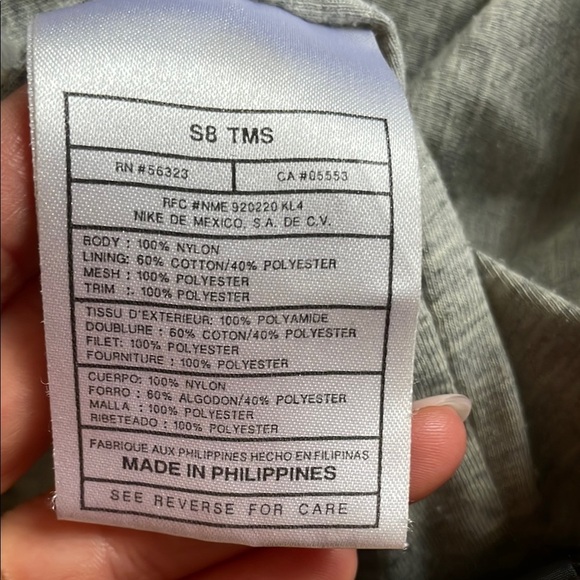 S8 TMS
RN #56323 CA #05553
RFC #NME 920220 KL4
NIKE DE MEXICO, S.A. DE C.V.
BODY : 100% NYLON
LINING: 60% COTTON/40% POLYESTER
MESH : 100% POLYESTER
TRIM :. 100% POLYESTER
TISSU D'EXTERIEUR: 100% POLYAMIDE
DOUBLURE : 60% COTON/40% POLYESTER
FILET: 100% POLYESTER
FOURNITURE : 100% POLYESTER
CUERPO: 100% NYLON
FORRO : 60% ALGODON/40% POLYESTER
MALLA : 100% POLYESTER
RIBETEADO : 100% POLYESTER
FABRIQUE AUX PHILIPPINES HECHO EN FILIPINAS
MADE IN PHILIPPINES
SEE REVERSE FOR CARE